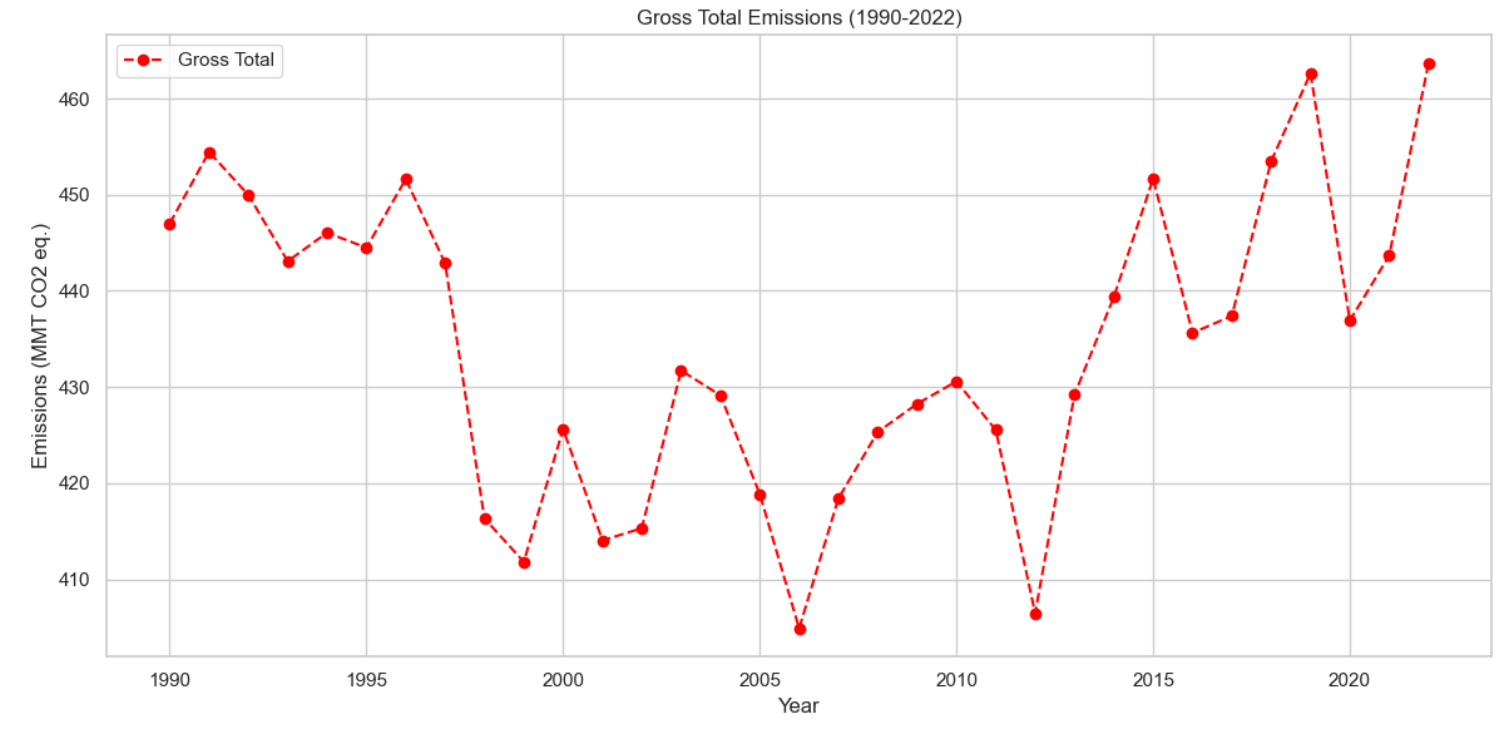 Gross Total Emissions (1990-2022)
Gross Total
Emissions (MMT CO2 eq.)
460
450
440
430
420
410
1990 1995 2000 2005 2010 2015 2020
Year